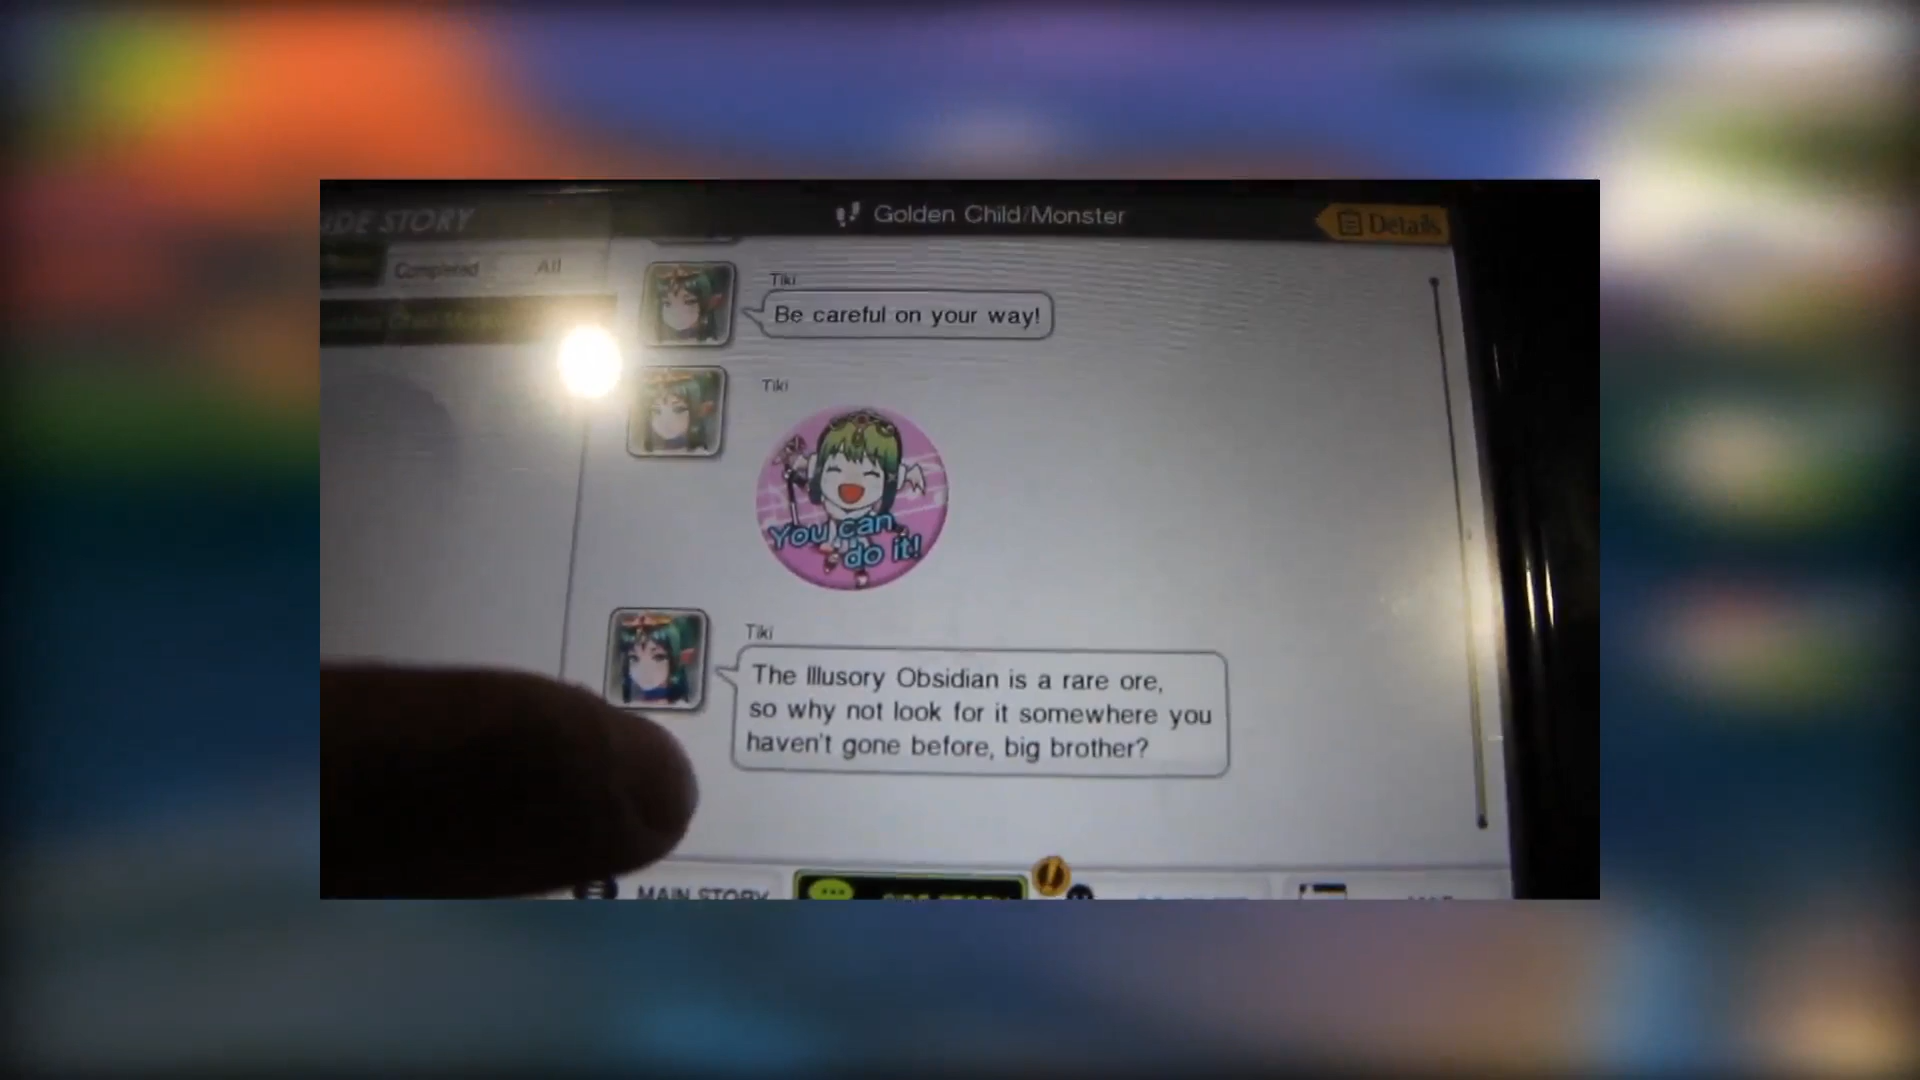 SIDE STORY
Golden Child/Monster
Details
Completed
All
Tiki
Be careful on your way!
Tiki
You can
do it!
Tiki
The Illusory Obsidian is a rare ore,
so why not look for it somewhere you
haven't gone before, big brother?
MAIN STORY
SIDE STORY